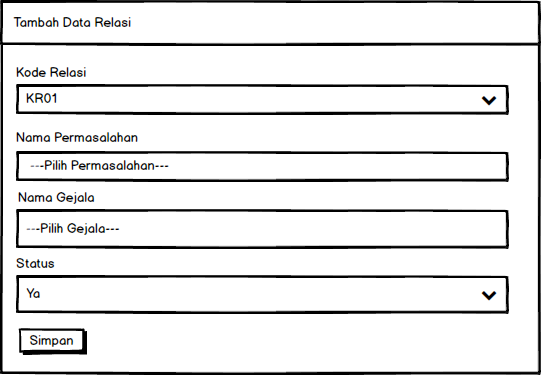 Tambah Data Relasi
Kode Relasi
KR01
Nama Permasalahan
---Pilih Permasalahan---
Nama Gejala
---Pilih Gejala---
Status
Ya
Simpan